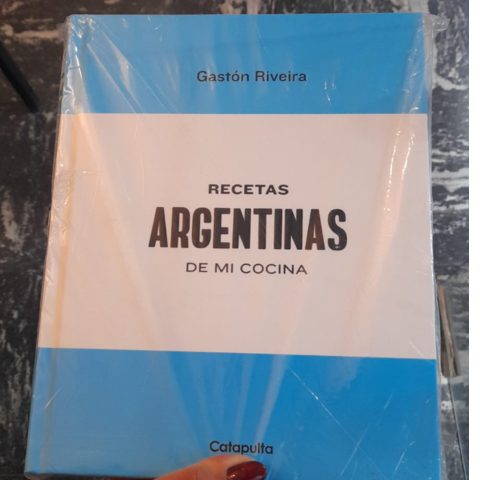 Gastón Riveira
RECETAS
ARGENTINAS
DE MI COCINA
Catapulta